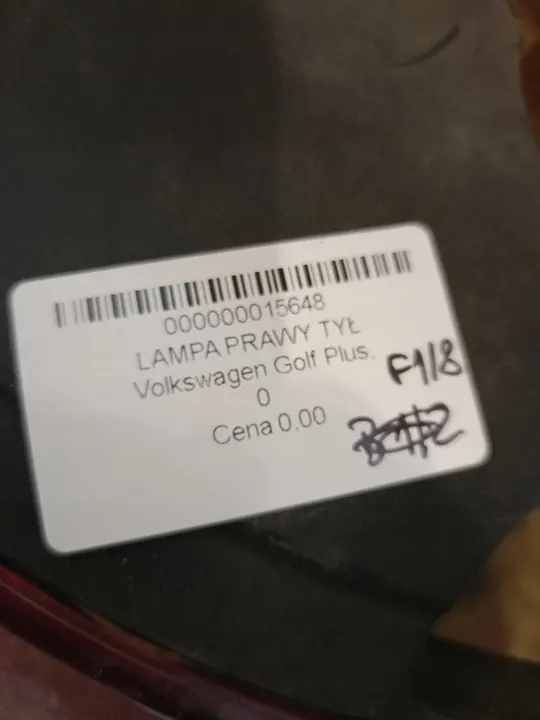 000000015648
LAMPA PRAWY TYŁ
Volkswagen Golf Plus.
F1/8
0
Cena 0.00